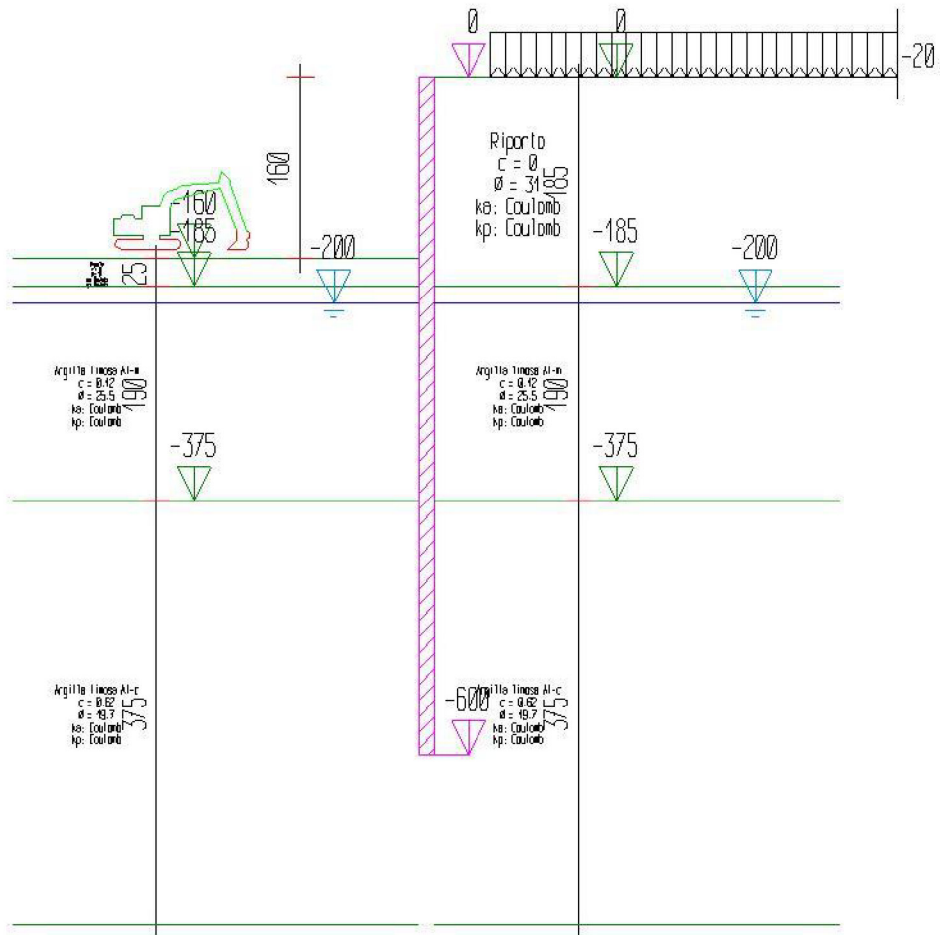 0
0
-20
Riporto
c = 0
ø = 31
ka: Coulomb
kp: Coulomb
185
160
-160
-185
25
-200
-185
-200
Argilla limosa Al-m
c = 0.12
ø = 25.5
ka: Coulomb
kp: Coulomb
190
Argilla limosa Al-m
c = 0.12
ø = 25.5
ka: Coulomb
kp: Coulomb
190
-375
-375
Argilla limosa Al-c
c = 0.62
ø = 19.7
ka: Coulomb
kp: Coulomb
375
-600
Argilla limosa Al-c
c = 0.62
ø = 19.7
ka: Coulomb
kp: Coulomb
375